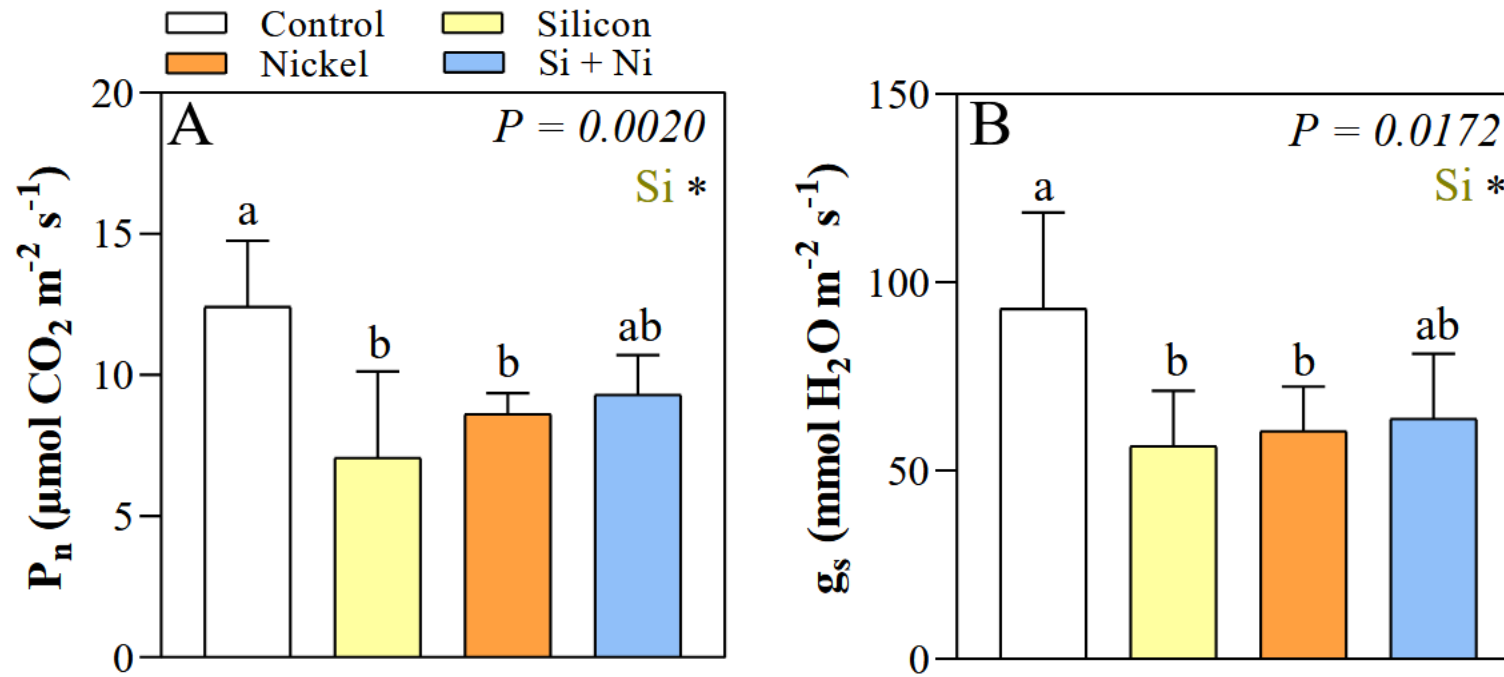 Control Silicon
Nickel Si + Ni
A
P = 0.0020
Si *
a
b
b
ab
20
15
10
5
0
Pₙ (μmol CO₂ m⁻² s⁻¹)
B
P = 0.0172
Si *
a
b
b
ab
150
100
50
0
gₛ (mmol H₂O m⁻² s⁻¹)